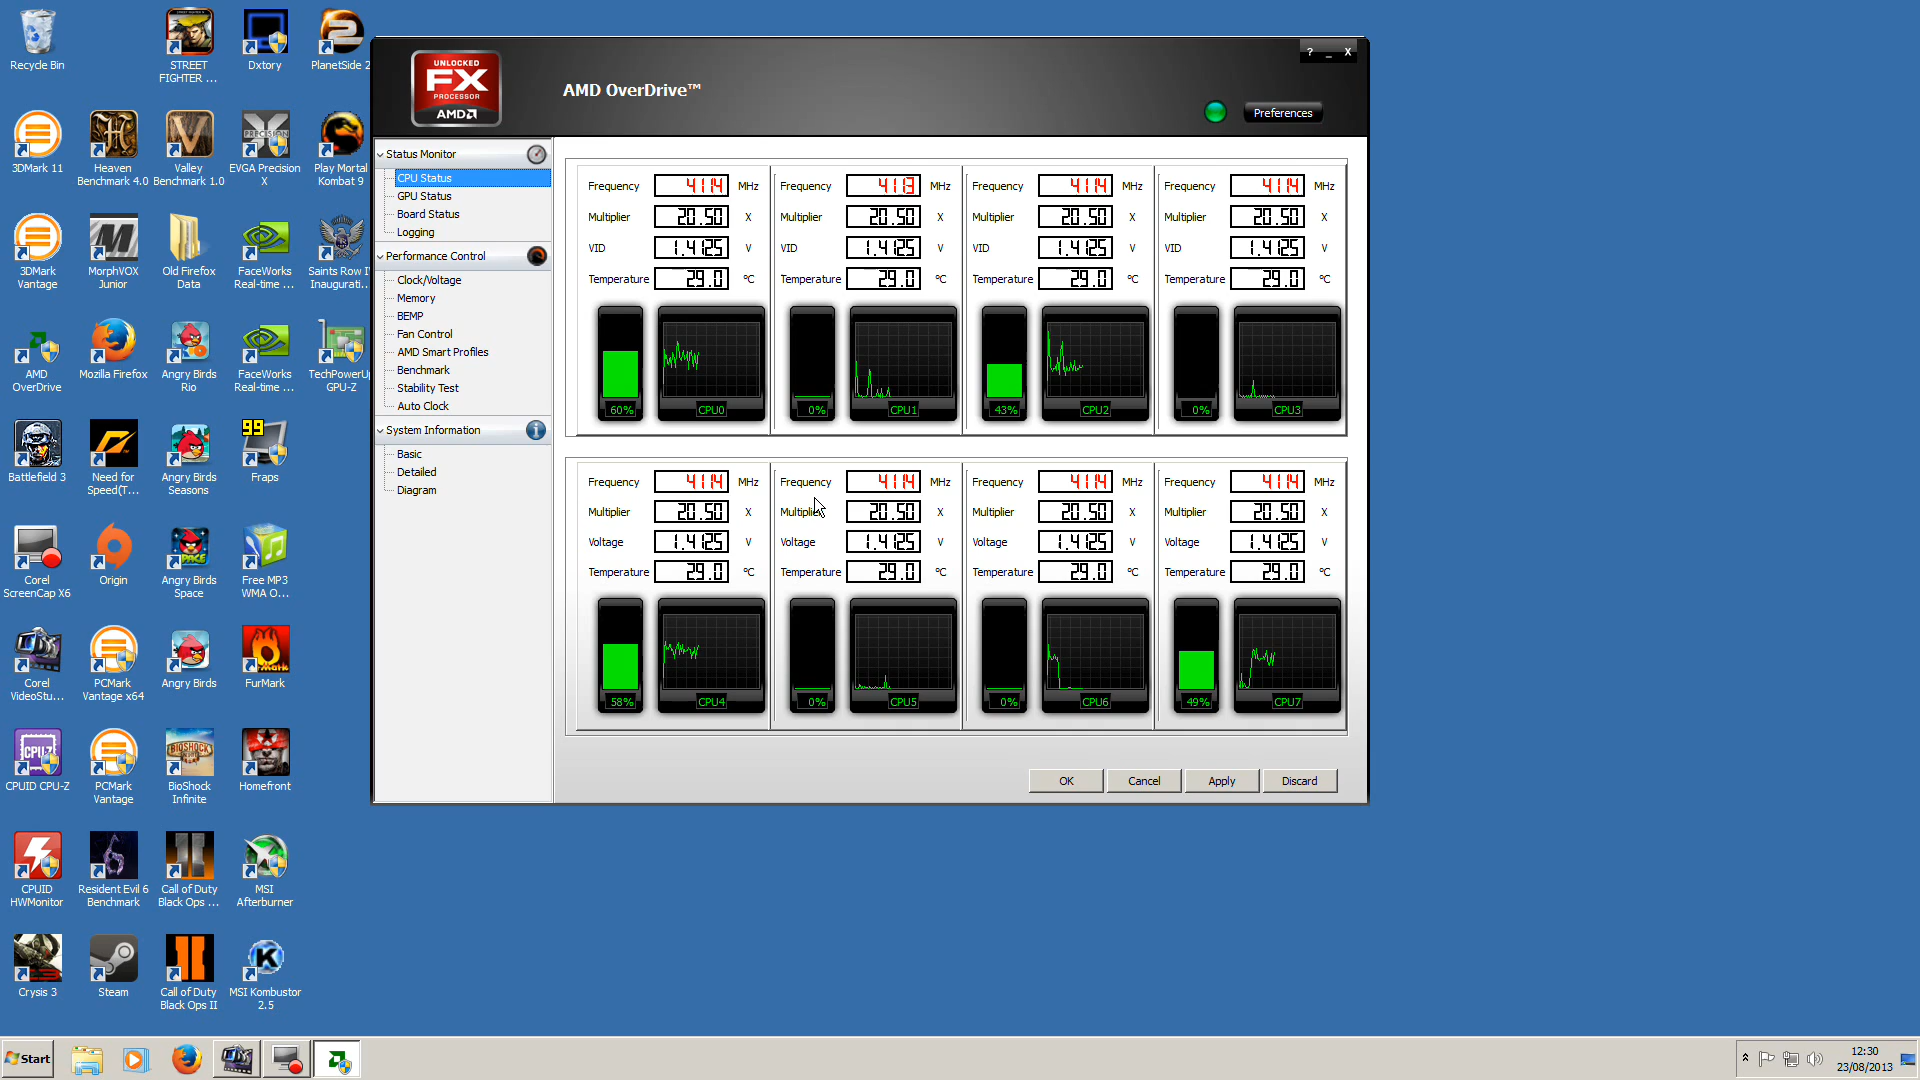 Recycle Bin
STREET
FIGHTER ...
Dxtory
PlanetSide 2
3DMark 11
Heaven
Benchmark 4.0
Valley
Benchmark 1.0
PRECISION
EVGA Precision
X
Play Mortal
Kombat 9
3DMark
Vantage
MorphVOX
Junior
Old Firefox
Data
FaceWorks
Real-time ...
Saints Row I
Inaugurati...
AMD
OverDrive
Mozilla Firefox
Angry Birds
Rio
FaceWorks
Real-time ...
TechPowerU
GPU-Z
Battlefield 3
Need for
Speed(T...
Angry Birds
Seasons
99
Fraps
Corel
ScreenCap X6
Origin
Angry Birds
Space
Free MP3
WMA O...
Corel
VideoStu...
PCMark
Vantage x64
Angry Birds
FurMark
CPUID CPU-Z
PCMark
Vantage
BioShock
Infinite
Homefront
CPUID
HWMonitor
Resident Evil 6
Benchmark
Call of Duty
Black Ops ...
MSI
Afterburner
Crysis 3
Steam
Call of Duty
Black Ops II
MSI Kombustor
2.5
UNLOCKED
FX
PROCESSOR
AMD
AMD OverDrive™
? _ X
Preferences
Status Monitor
CPU Status
GPU Status
Board Status
Logging
Performance Control
Clock/Voltage
Memory
BEMP
Fan Control
AMD Smart Profiles
Benchmark
Stability Test
Auto Clock
System Information
Basic
Detailed
Diagram
Frequency 4114 MHz
Multiplier 20.50 X
VID 1.4125 V
Temperature 29.0 °C
60% CPU0
Frequency 4113 MHz
Multiplier 20.50 X
VID 1.4125 V
Temperature 29.0 °C
0% CPU1
Frequency 4114 MHz
Multiplier 20.50 X
VID 1.4125 V
Temperature 29.0 °C
43% CPU2
Frequency 4114 MHz
Multiplier 20.50 X
VID 1.4125 V
Temperature 29.0 °C
0% CPU3
Frequency 4114 MHz
Multiplier 20.50 X
Voltage 1.4125 V
Temperature 29.0 °C
58% CPU4
Frequency 4114 MHz
Multiplier 20.50 X
Voltage 1.4125 V
Temperature 29.0 °C
0% CPU5
Frequency 4114 MHz
Multiplier 20.50 X
Voltage 1.4125 V
Temperature 29.0 °C
0% CPU6
Frequency 4114 MHz
Multiplier 20.50 X
Voltage 1.4125 V
Temperature 29.0 °C
49% CPU7
OK Cancel Apply Discard
Start
12:30
23/08/2013